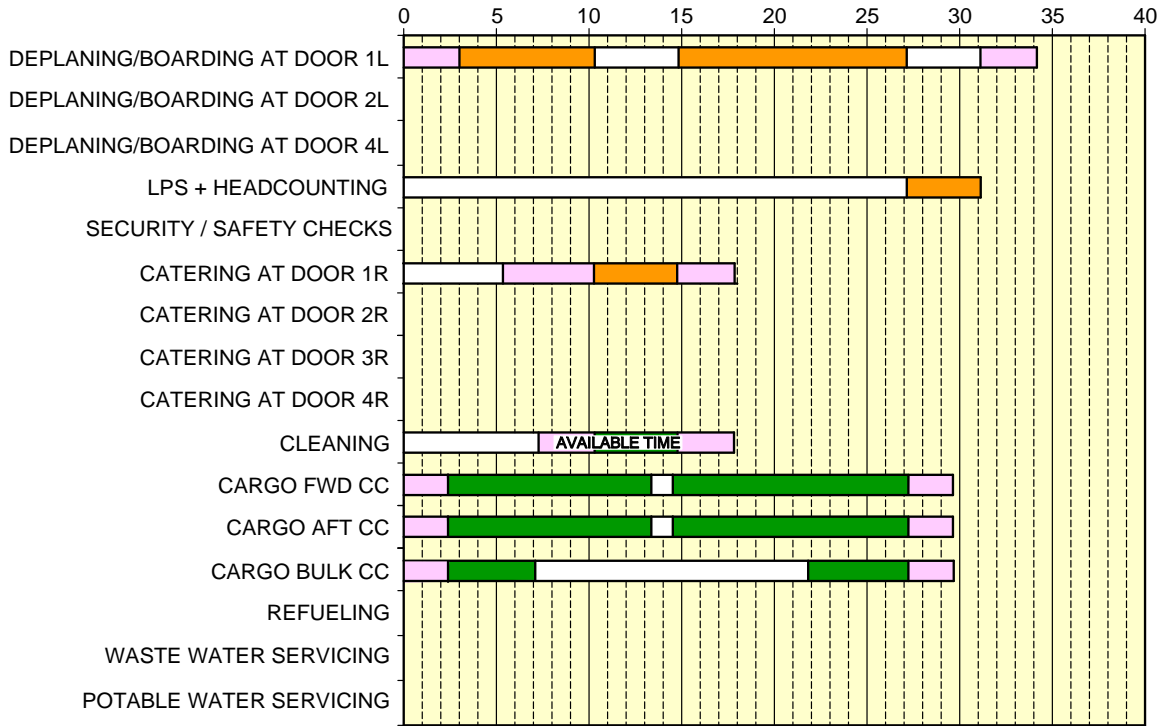 0 5 10 15 20 25 30 35 40
DEPLANING/BOARDING AT DOOR 1L
DEPLANING/BOARDING AT DOOR 2L
DEPLANING/BOARDING AT DOOR 4L
LPS + HEADCOUNTING
SECURITY / SAFETY CHECKS
CATERING AT DOOR 1R
CATERING AT DOOR 2R
CATERING AT DOOR 3R
CATERING AT DOOR 4R
CLEANING AVAILABLE TIME
CARGO FWD CC
CARGO AFT CC
CARGO BULK CC
REFUELING
WASTE WATER SERVICING
POTABLE WATER SERVICING